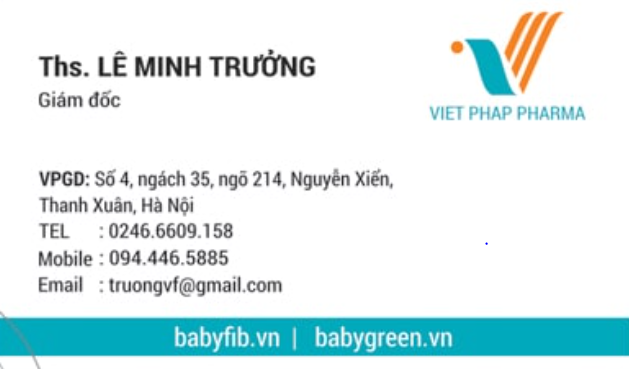 Ths. LÊ MINH TRƯỞNG
Giám đốc
VIET PHAP PHARMA
VPGD: Số 4, ngách 35, ngõ 214, Nguyễn Xiển,
Thanh Xuân, Hà Nội
TEL : 0246.6609.158
Mobile : 094.446.5885
Email : truongvf@gmail.com
babyfib.vn | babygreen.vn